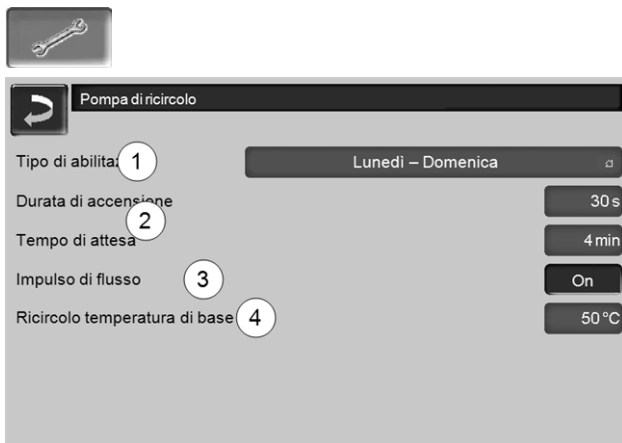 Pompa di ricircolo
Tipo di 1 Lunedì – Domenica
Durata di accensione 30 s
2
Tempo di attesa 4 min
Impulso di flusso 3 On
Ricircolo temperatura di base 4 50 °C